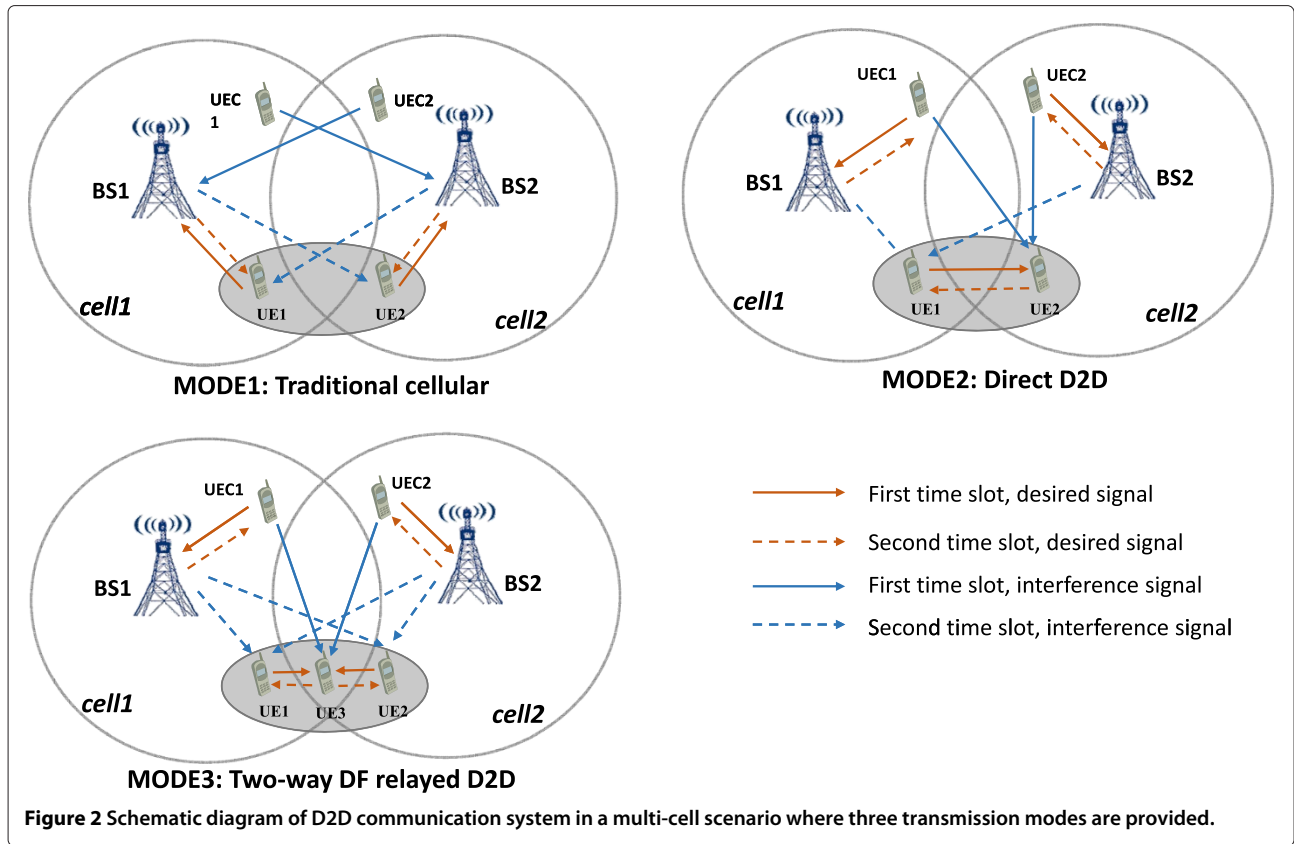 UEC
1
UEC2
BS1
BS2
UE1
UE2
cell1
cell2
MODE1: Traditional cellular
UEC1
UEC2
BS1
BS2
UE1
UE2
cell1
cell2
MODE2: Direct D2D
UEC1
UEC2
BS1
BS2
UE1
UE3
UE2
cell1
cell2
MODE3: Two-way DF relayed D2D
First time slot, desired signal
Second time slot, desired signal
First time slot, interference signal
Second time slot, interference signal
Figure 2 Schematic diagram of D2D communication system in a multi-cell scenario where three transmission modes are provided.